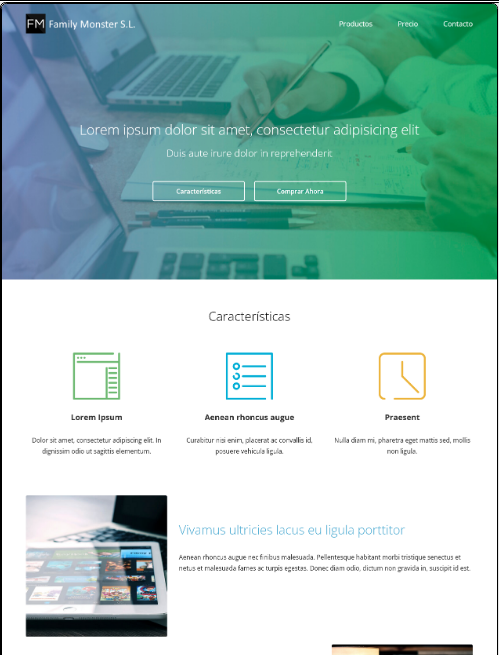 FM Family Monster S.L.
Productos Precio Contacto
Lorem ipsum dolor sit amet, consectetur adipisicing elit
Duis aute irure dolor in reprehenderit
Características Comprar Ahora
Características
Lorem Ipsum
Dolor sit amet, consectetur adipiscing elit. In
dignissim odio ut sagittis elementum.
Aenean rhoncus augue
Curabitur nisi enim, placerat ac convallis id,
posuere vehicula ligula.
Praesent
Nulla diam mi, pharetra eget mattis sed, mollis
non ligula.
Vivamus ultricies lacus eu ligula porttitor
Aenean rhoncus augue nec finibus malesuada. Pellentesque habitant morbi tristique senectus et
netus et malesuada fames ac turpis egestas. Donec diam odio, dictum non gravida in, suscipit id est.